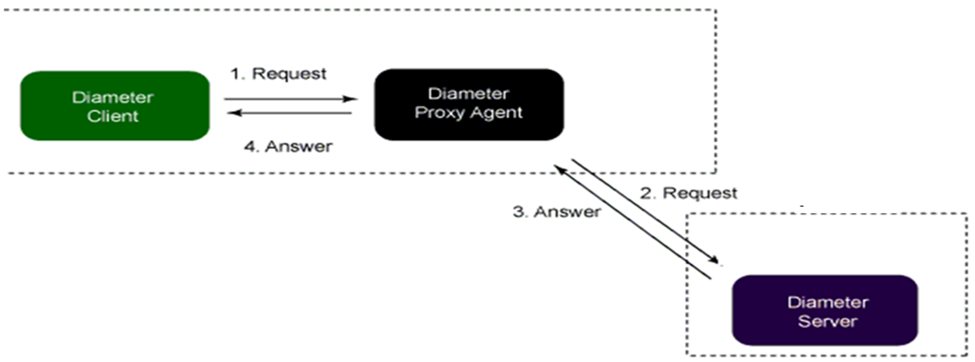 1. Request
Diameter
Client
Diameter
Proxy Agent
4. Answer
2. Request
3. Answer
Diameter
Server